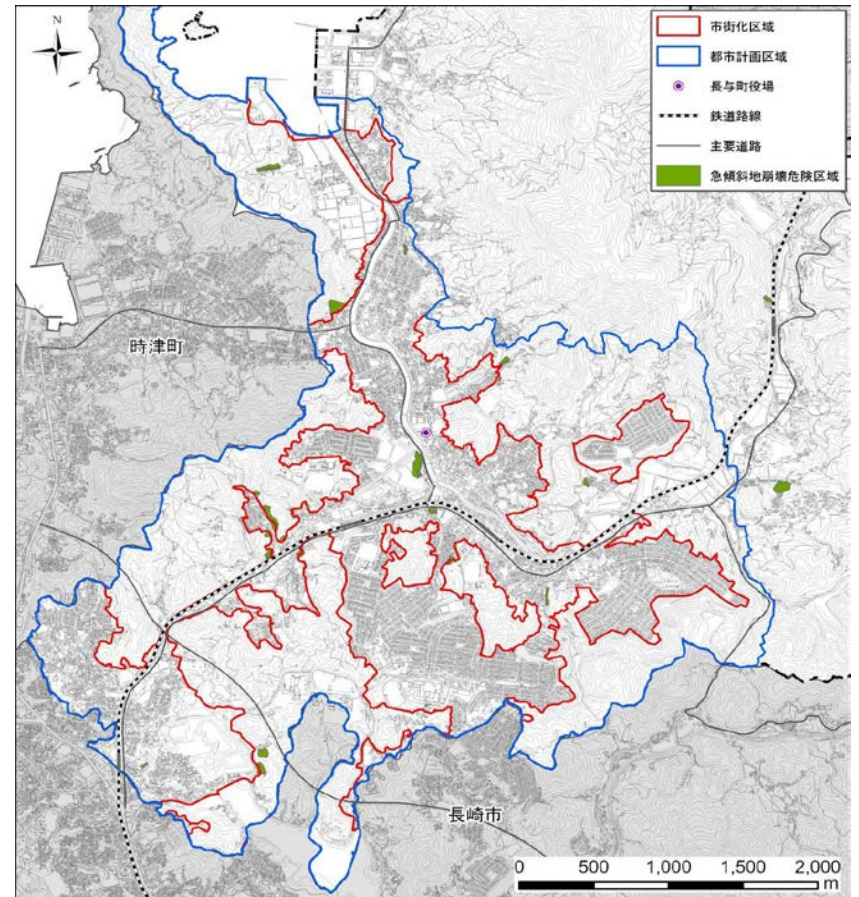 N
市街化区域
都市計画区域
長与町役場
鉄道路線
主要道路
急傾斜地崩壊危険区域
時津町
長崎市
0 500 1,000 1,500 2,000
m